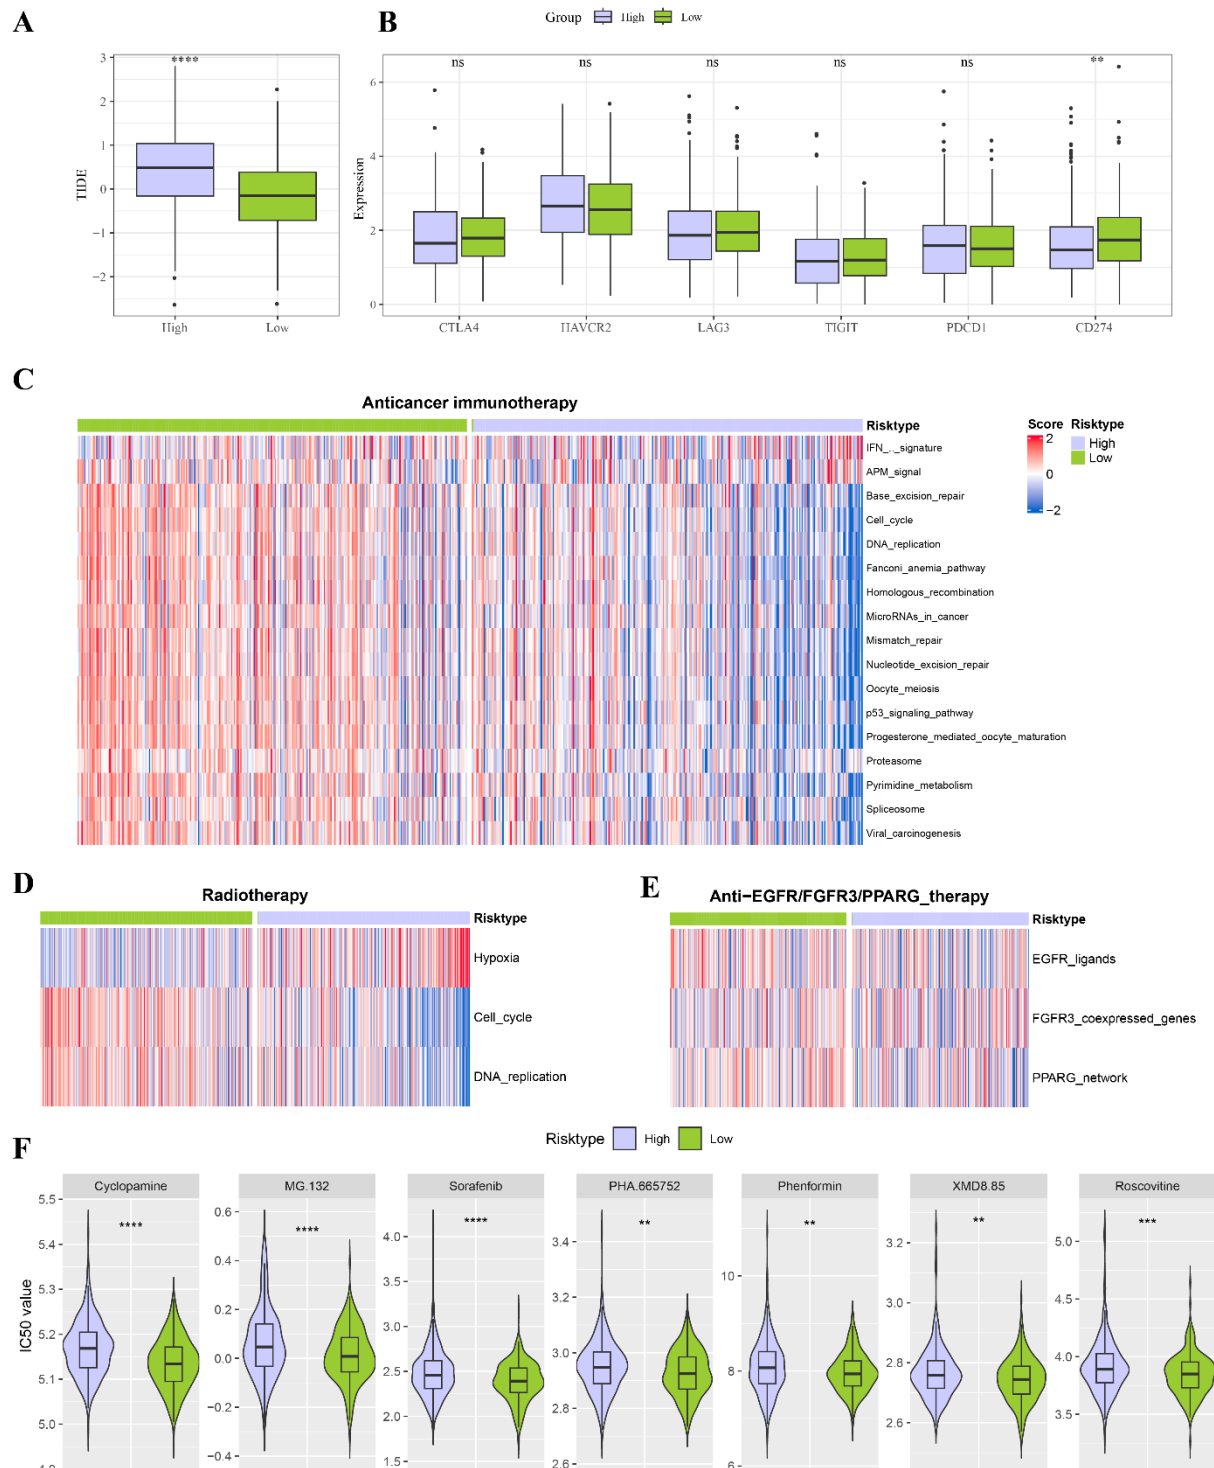 A
B
Group High Low
****
TIDE
3
2
1
0
−1
−2
High Low
ns ns ns ns ns **
Expression
6
4
2
0
CTLA4 HAVCR2 LAG3 TIGIT PDCD1 CD274
C
Anticancer immunotherapy
Risktype
IFN_.._signature
APM_signal
Base_excision_repair
Cell_cycle
DNA_replication
Fanconi_anemia_pathway
Homologous_recombination
MicroRNAs_in_cancer
Mismatch_repair
Nucleotide_excision_repair
Oocyte_meiosis
p53_signaling_pathway
Progesterone_mediated_oocyte_maturation
Proteasome
Pyrimidine_metabolism
Spliceosome
Viral_carcinogenesis
Score Risktype
2 High
Low
0
−2
D
Radiotherapy
Risktype
Hypoxia
Cell_cycle
DNA_replication
E
Anti−EGFR/FGFR3/PPARG_therapy
Risktype
EGFR_ligands
FGFR3_coexpressed_genes
PPARG_network
F
Risktype High Low
Cyclopamine MG.132 Sorafenib PHA.665752 Phenformin XMD8.85 Roscovitine
**** **** **** ** ** ** ***
IC50 value
5.5
5.4
5.3
5.2
5.1
5.0
0.6
0.4
0.2
0.0
−0.2
−0.4
4.0
3.5
3.0
2.5
2.0
1.5
3.4
3.2
3.0
2.8
2.6
10
8
6
3.2
3.0
2.8
2.6
5.0
4.5
4.0
3.5